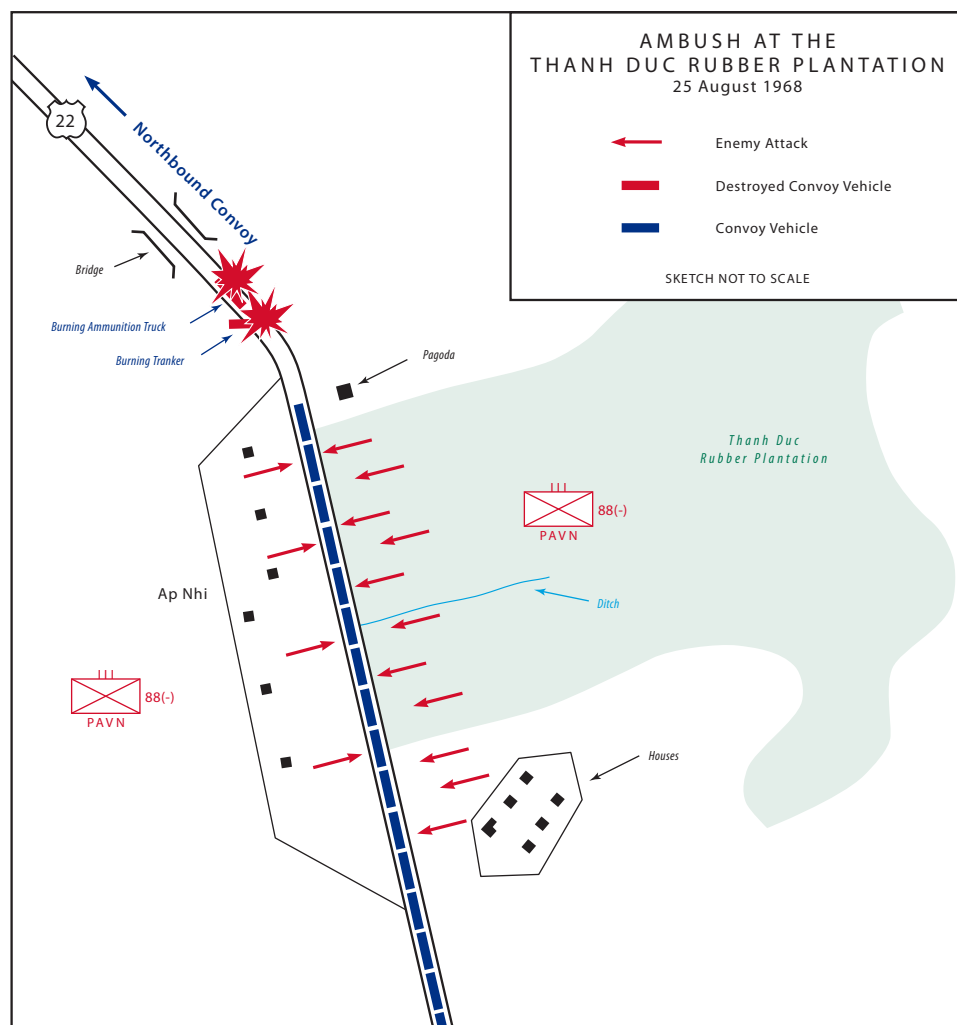 AMBUSH AT THE
THANH DUC RUBBER PLANTATION
25 August 1968
Enemy Attack
Destroyed Convoy Vehicle
Convoy Vehicle
SKETCH NOT TO SCALE
22
Northbound Convoy
Bridge
Burning Ammunition Truck
Burning Tranker
Pagoda
Thanh Duc
Rubber Plantation
88(-)
PAVN
Ap Nhi
Ditch
88(-)
PAVN
Houses